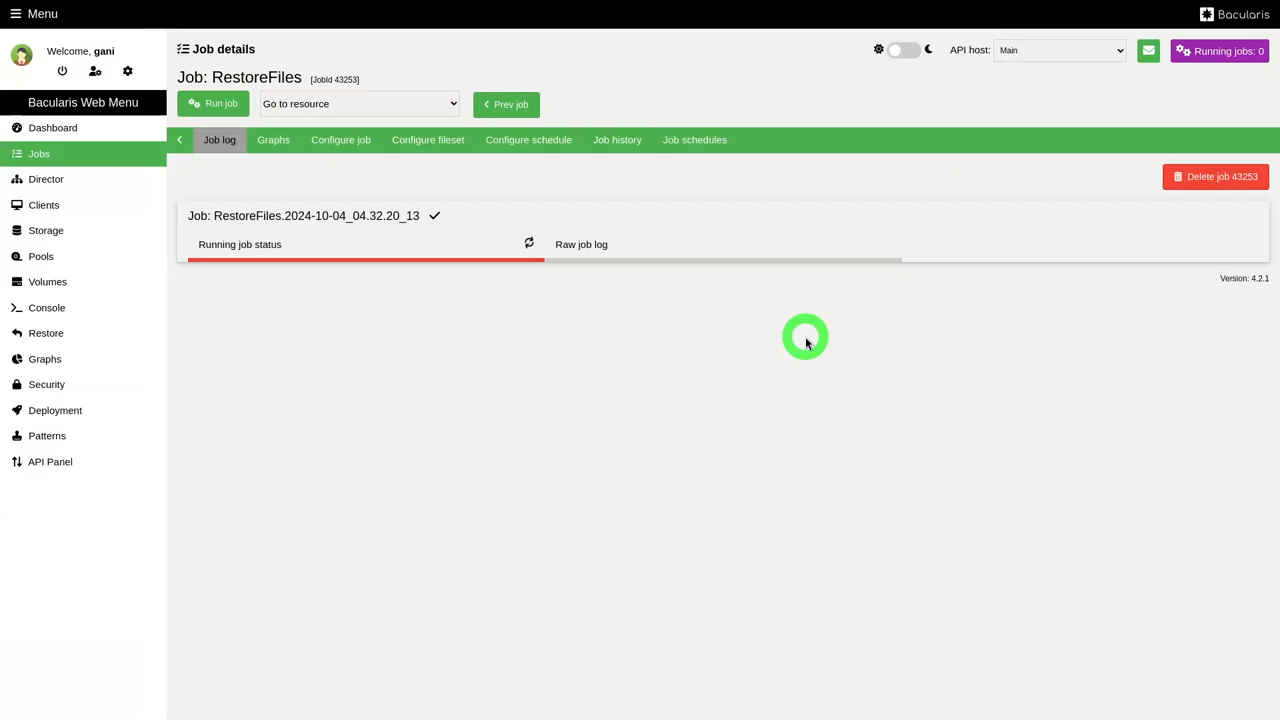 Menu
Bacularis
Welcome, gani
Bacularis Web Menu
Dashboard
Jobs
Director
Clients
Storage
Pools
Volumes
Console
Restore
Graphs
Security
Deployment
Patterns
API Panel
Job details
API host:
Main
Running jobs: 0
Job: RestoreFiles [JobId 43253]
Run job
Go to resource
Prev job
Job log
Graphs
Configure job
Configure fileset
Configure schedule
Job history
Job schedules
Delete job 43253
Job: RestoreFiles.2024-10-04_04.32.20_13
Running job status
Raw job log
Version: 4.2.1